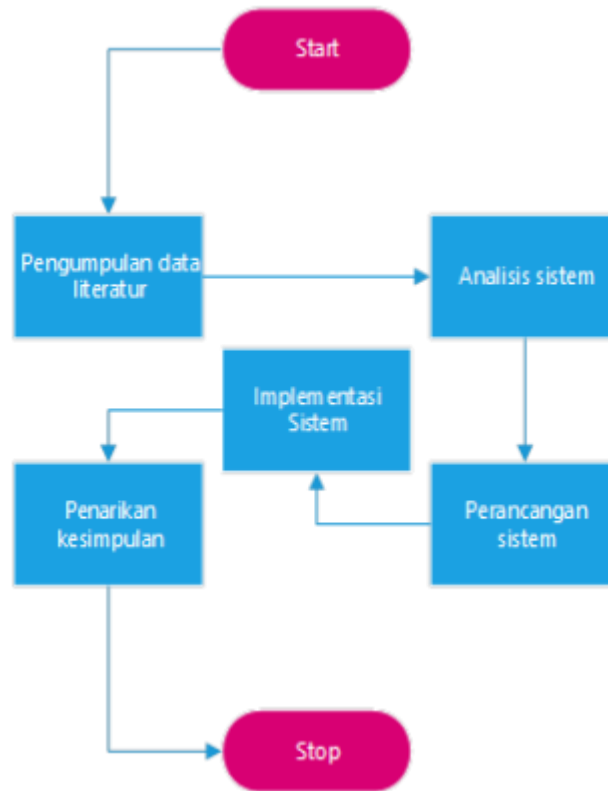 Start
Pengumpulan data
literatur
Analisis sistem
Perancangan
sistem
Implementasi
Sistem
Penarikan
kesimpulan
Stop